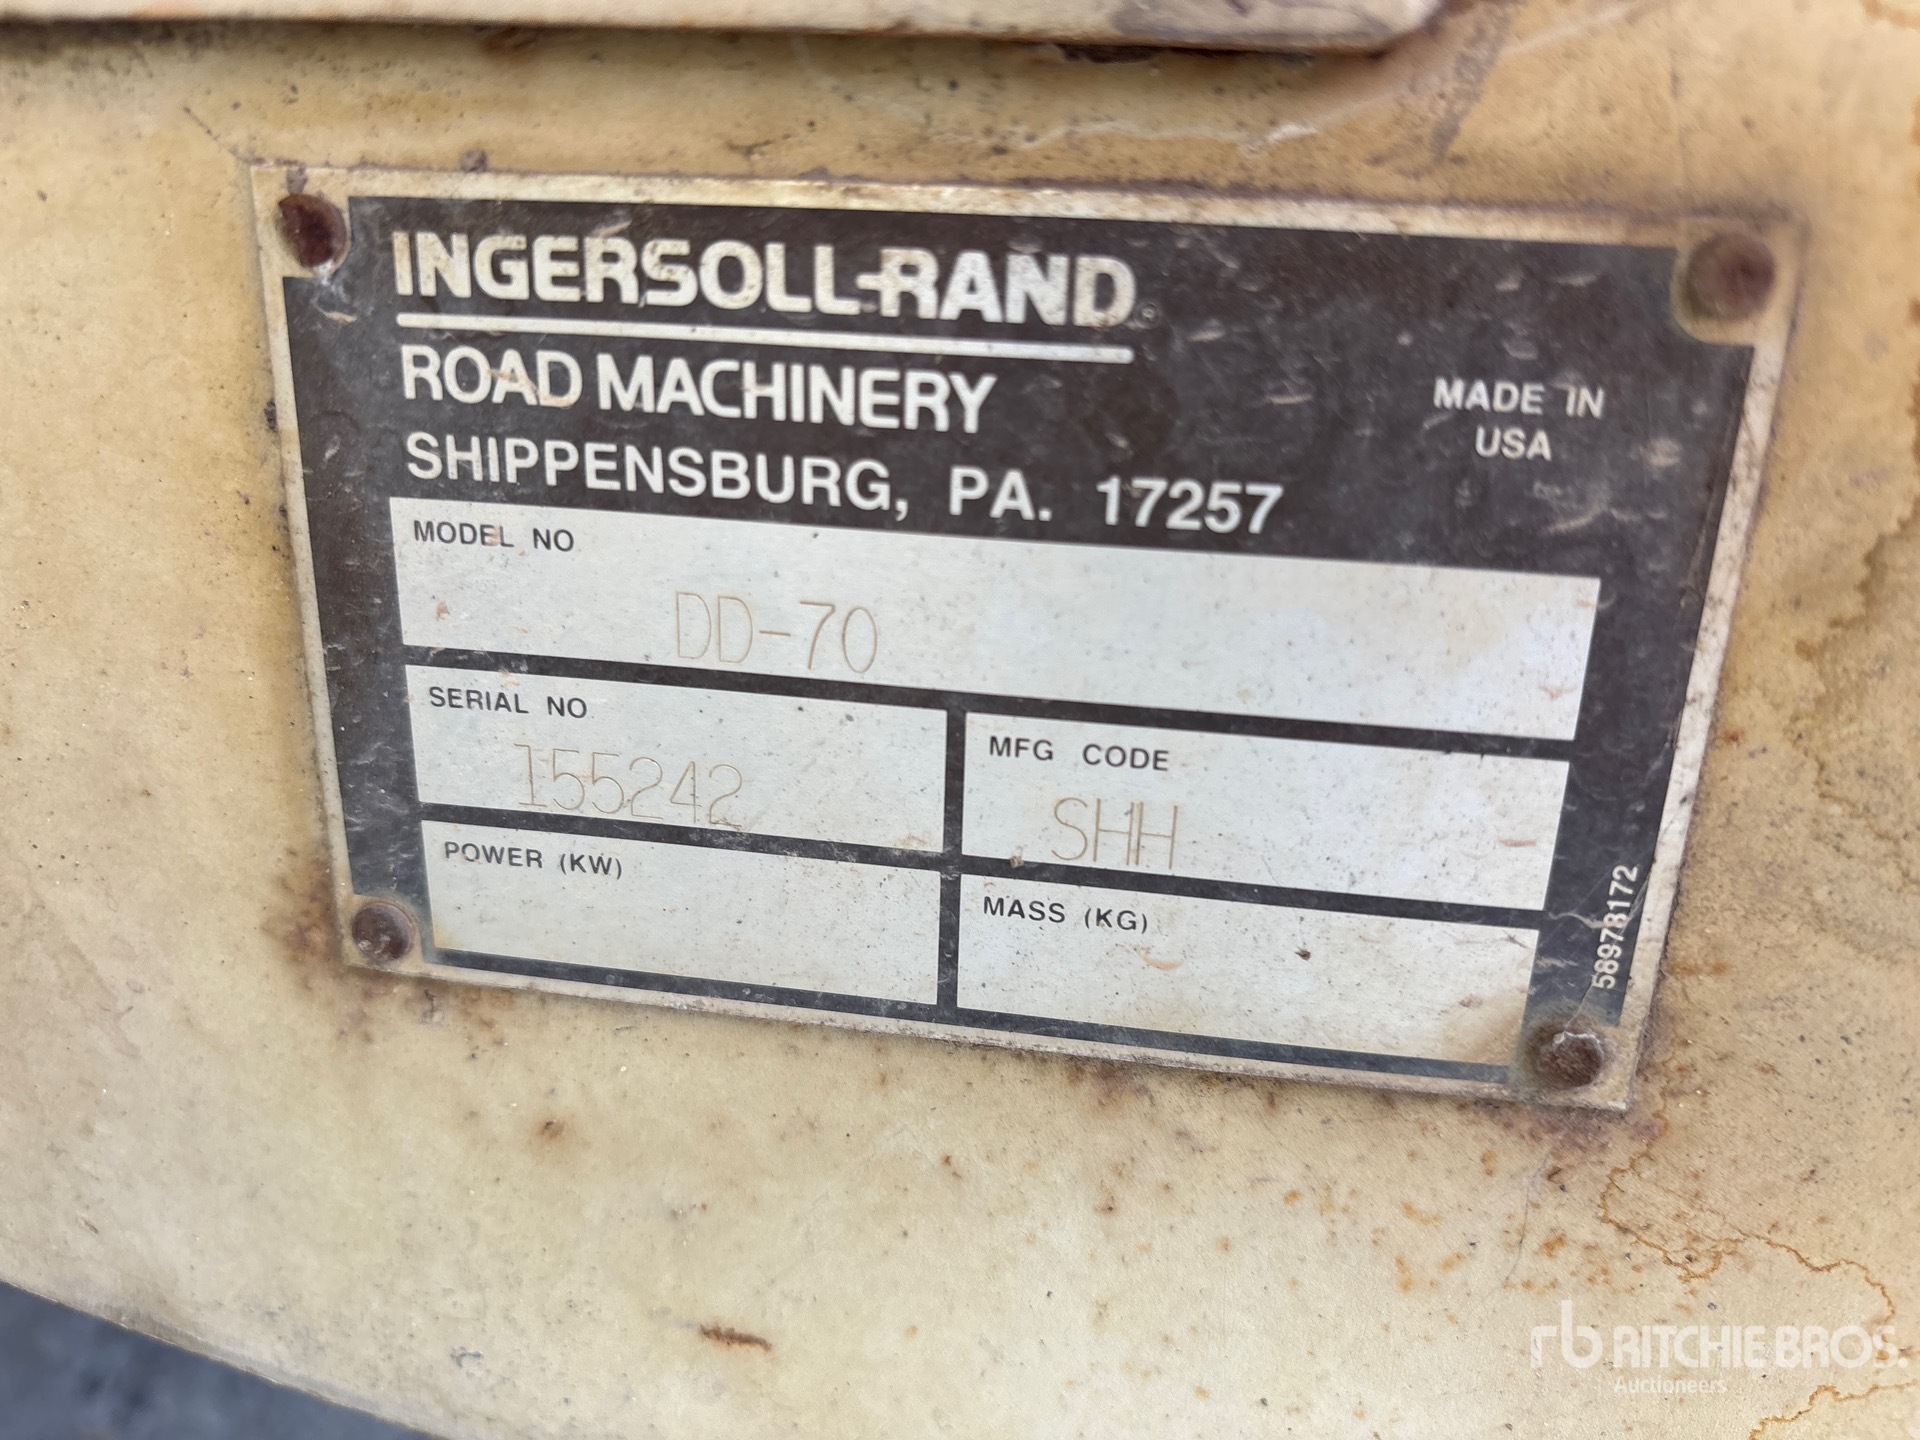 INGERSOLL-RAND
ROAD MACHINERY
SHIPPENSBURG, PA. 17257
MADE IN
USA
MODEL NO
DD-70
SERIAL NO
155242
MFG CODE
SHH
POWER (KW)
MASS (KG)
58978172
rb RITCHIE BROS.
Auctioneers